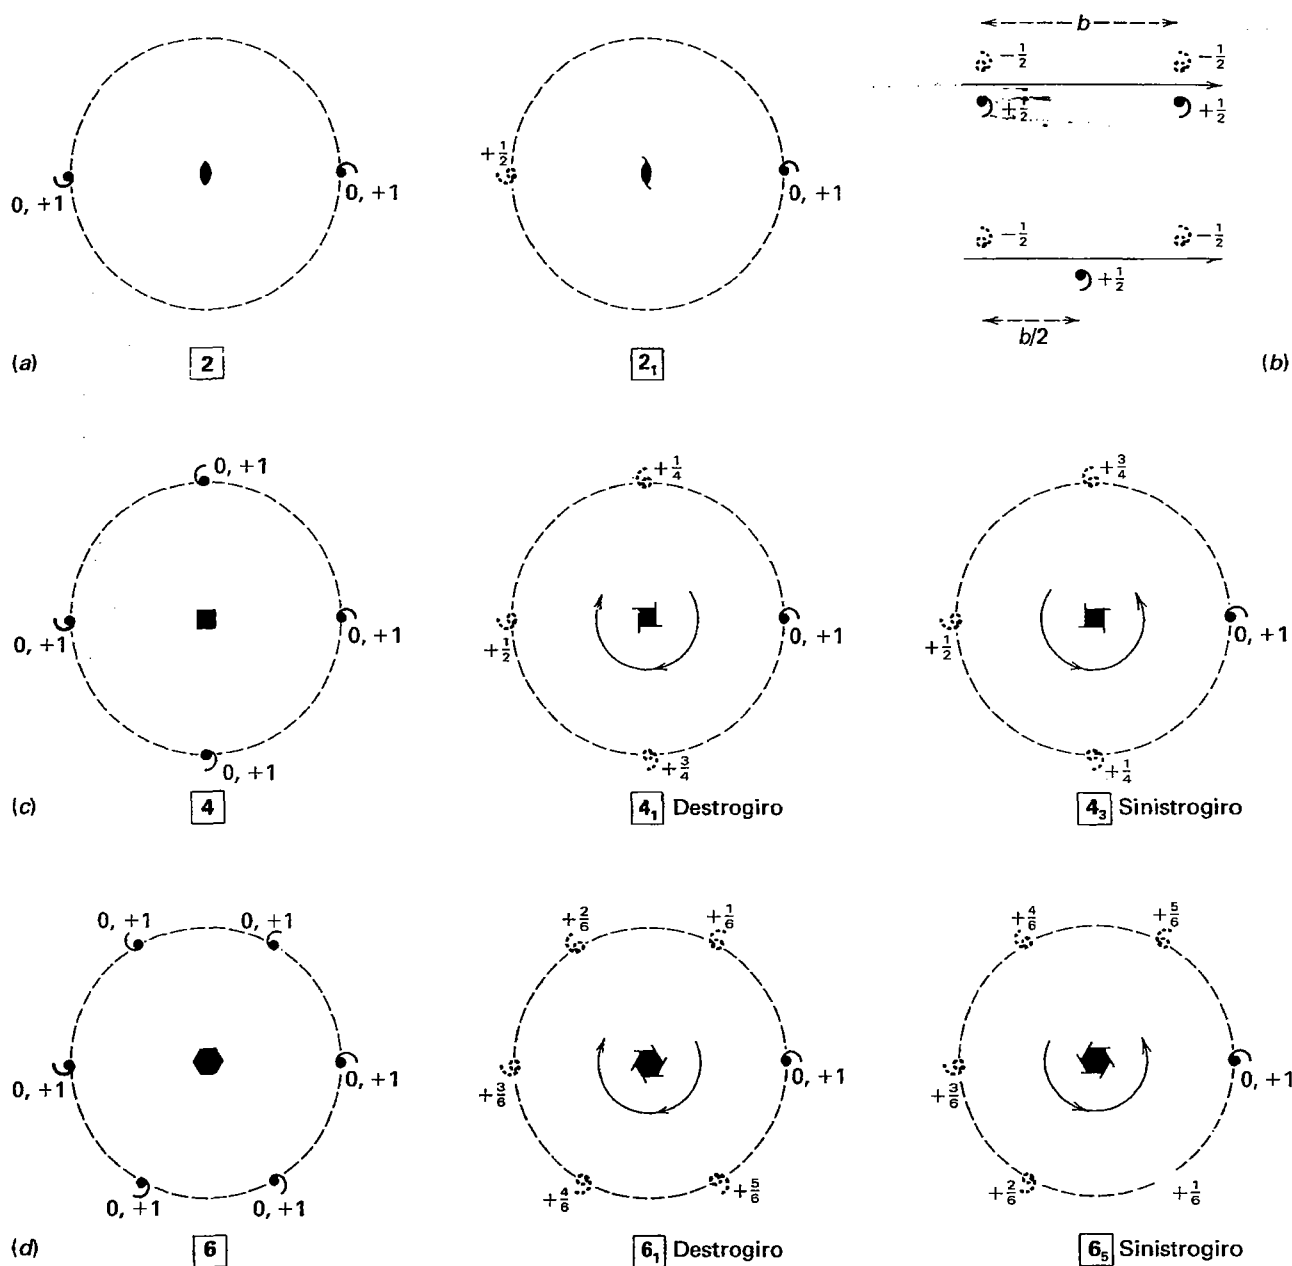 b
−1/2 −1/2
+1/2 +1/2
0, +1
0, +1
+1/2
0, +1
−1/2 −1/2
+1/2
b/2
(a) 2 2₁ (b)
0, +1
0, +1
0, +1
0, +1
+1/4
+1/2
0, +1
+3/4
+3/4
+1/2
0, +1
+1/4
(c) 4 4₁ Destrogiro 4₃ Sinistrogiro
0, +1 0, +1
0, +1 0, +1
0, +1 0, +1
+2/6 +1/6
+3/6 0, +1
+4/6 +5/6
+4/6 +5/6
+3/6 0, +1
+2/6 +1/6
(d) 6 6₁ Destrogiro 6₅ Sinistrogiro